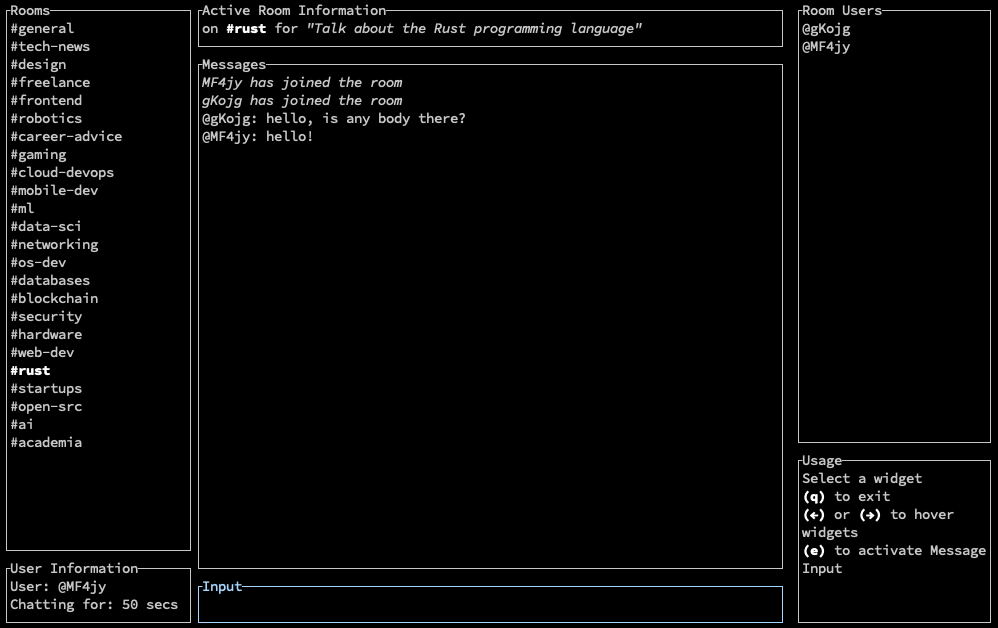 Rooms
#general
#tech-news
#design
#freelance
#frontend
#robotics
#career-advice
#gaming
#cloud-devops
#mobile-dev
#ml
#data-sci
#networking
#os-dev
#databases
#blockchain
#security
#hardware
#web-dev
#rust
#startups
#open-src
#ai
#academia
User Information
User: @MF4jy
Chatting for: 50 secs
Active Room Information
on #rust for "Talk about the Rust programming language"
Messages
MF4jy has joined the room
gKojg has joined the room
@gKojg: hello, is any body there?
@MF4jy: hello!
Input
Room Users
@gKojg
@MF4jy
Usage
Select a widget
(q) to exit
(←) or (→) to hover
widgets
(e) to activate Message
Input